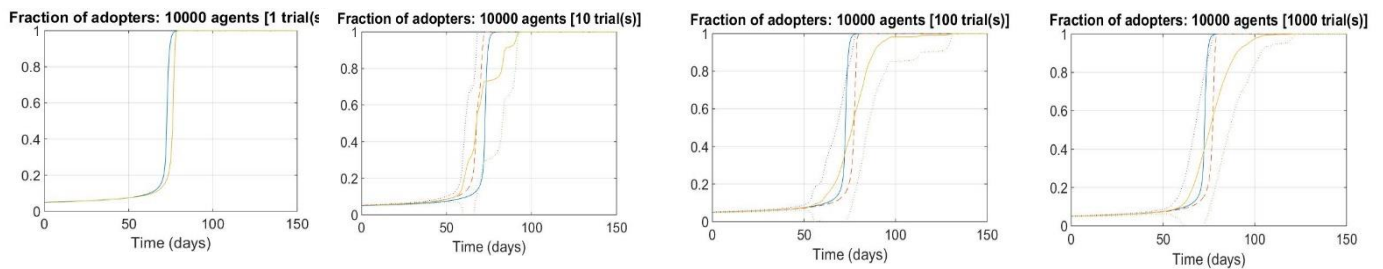 Fraction of adopters: 10000 agents [1 trial(s
1
0.8
0.6
0.4
0.2
0
0 50 100 150
Time (days)
Fraction of adopters: 10000 agents [10 trial(s)]
1
0.8
0.6
0.4
0.2
0
0 50 100 150
Time (days)
Fraction of adopters: 10000 agents [100 trial(s)]
1
0.8
0.6
0.4
0.2
0
0 50 100 150
Time (days)
Fraction of adopters: 10000 agents [1000 trial(s)]
1
0.8
0.6
0.4
0.2
0
0 50 100 150
Time (days)